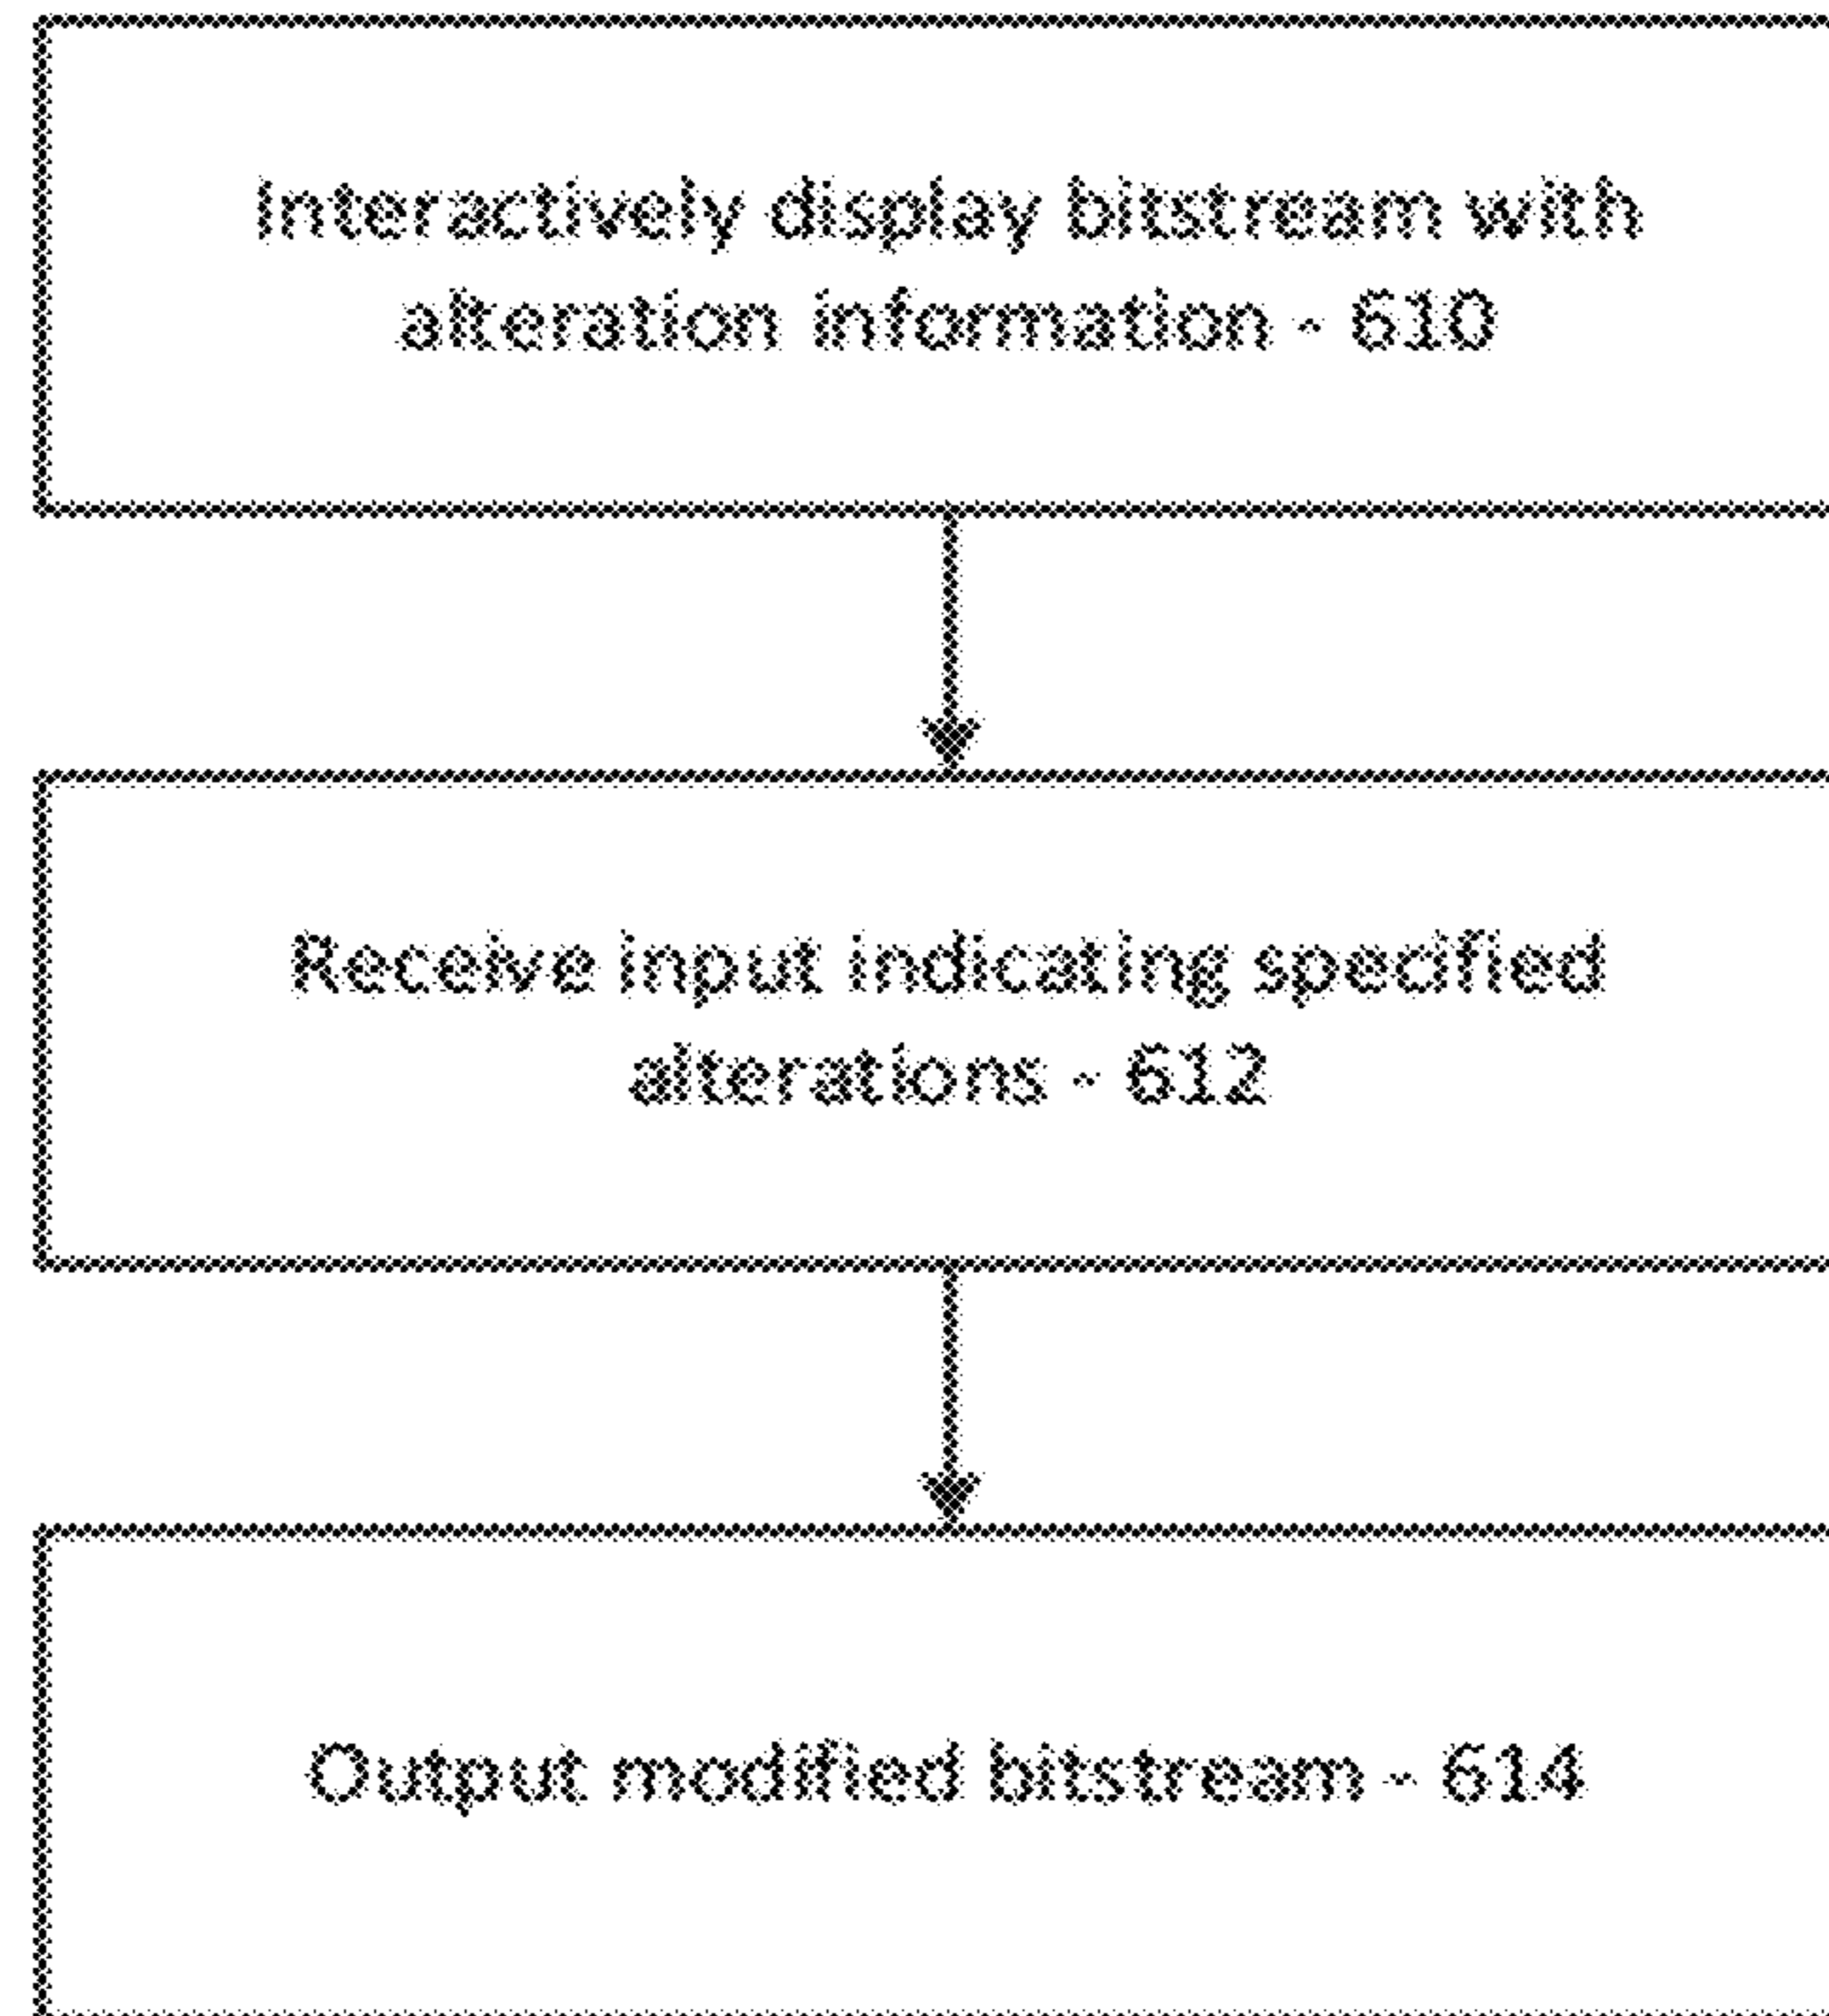 Interactively display bitstream with
alteration information - 610
Receive input indicating specified
alterations - 612
Output modified bitstream - 614